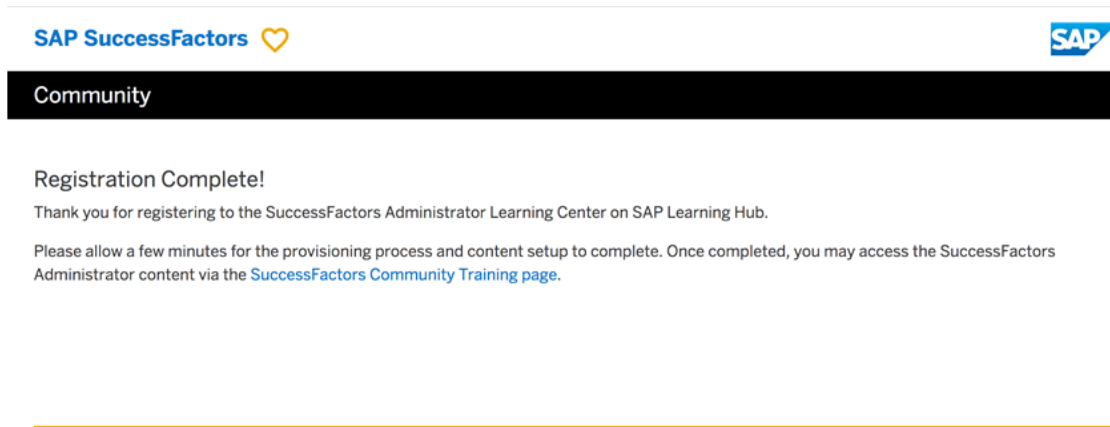 SAP SuccessFactors
SAP
Community
Registration Complete!
Thank you for registering to the SuccessFactors Administrator Learning Center on SAP Learning Hub.
Please allow a few minutes for the provisioning process and content setup to complete. Once completed, you may access the SuccessFactors
Administrator content via the SuccessFactors Community Training page.